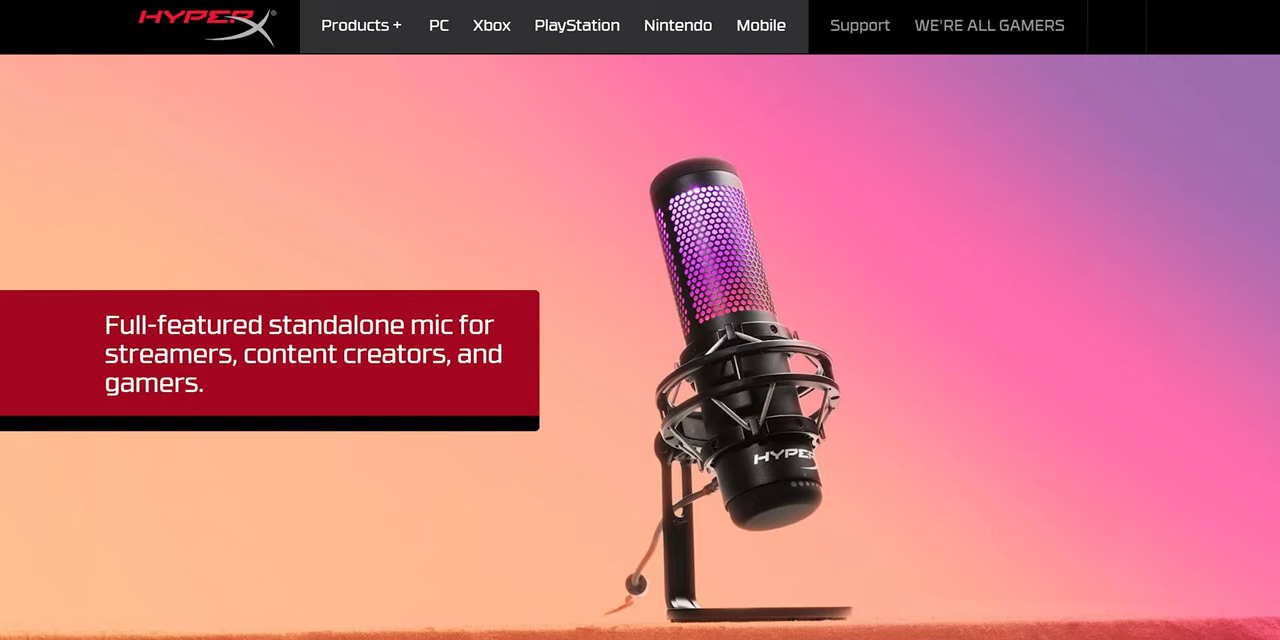 HYPERX®
Products +
PC
Xbox
PlayStation
Nintendo
Mobile
Support
WE'RE ALL GAMERS
Full-featured standalone mic for
streamers, content creators, and
gamers.
HYPERX